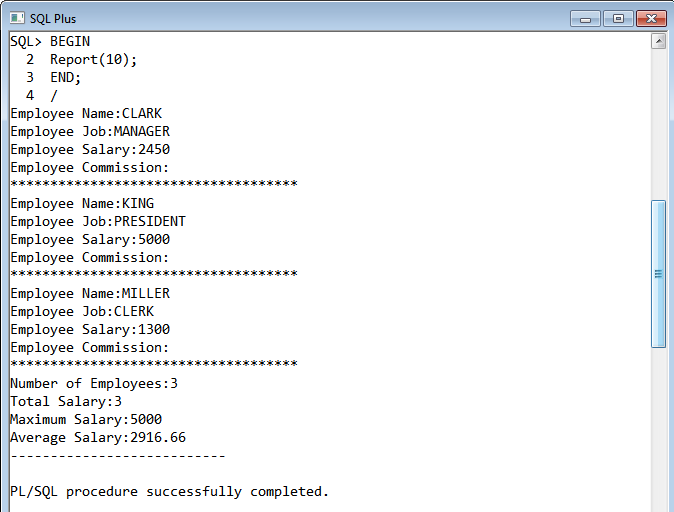 SQL Plus
SQL> BEGIN
  2  Report(10);
  3  END;
  4  /
Employee Name:CLARK
Employee Job:MANAGER
Employee Salary:2450
Employee Commission:
************************************
Employee Name:KING
Employee Job:PRESIDENT
Employee Salary:5000
Employee Commission:
************************************
Employee Name:MILLER
Employee Job:CLERK
Employee Salary:1300
Employee Commission:
************************************
Number of Employees:3
Total Salary:3
Maximum Salary:5000
Average Salary:2916.66
---------------------------
PL/SQL procedure successfully completed.